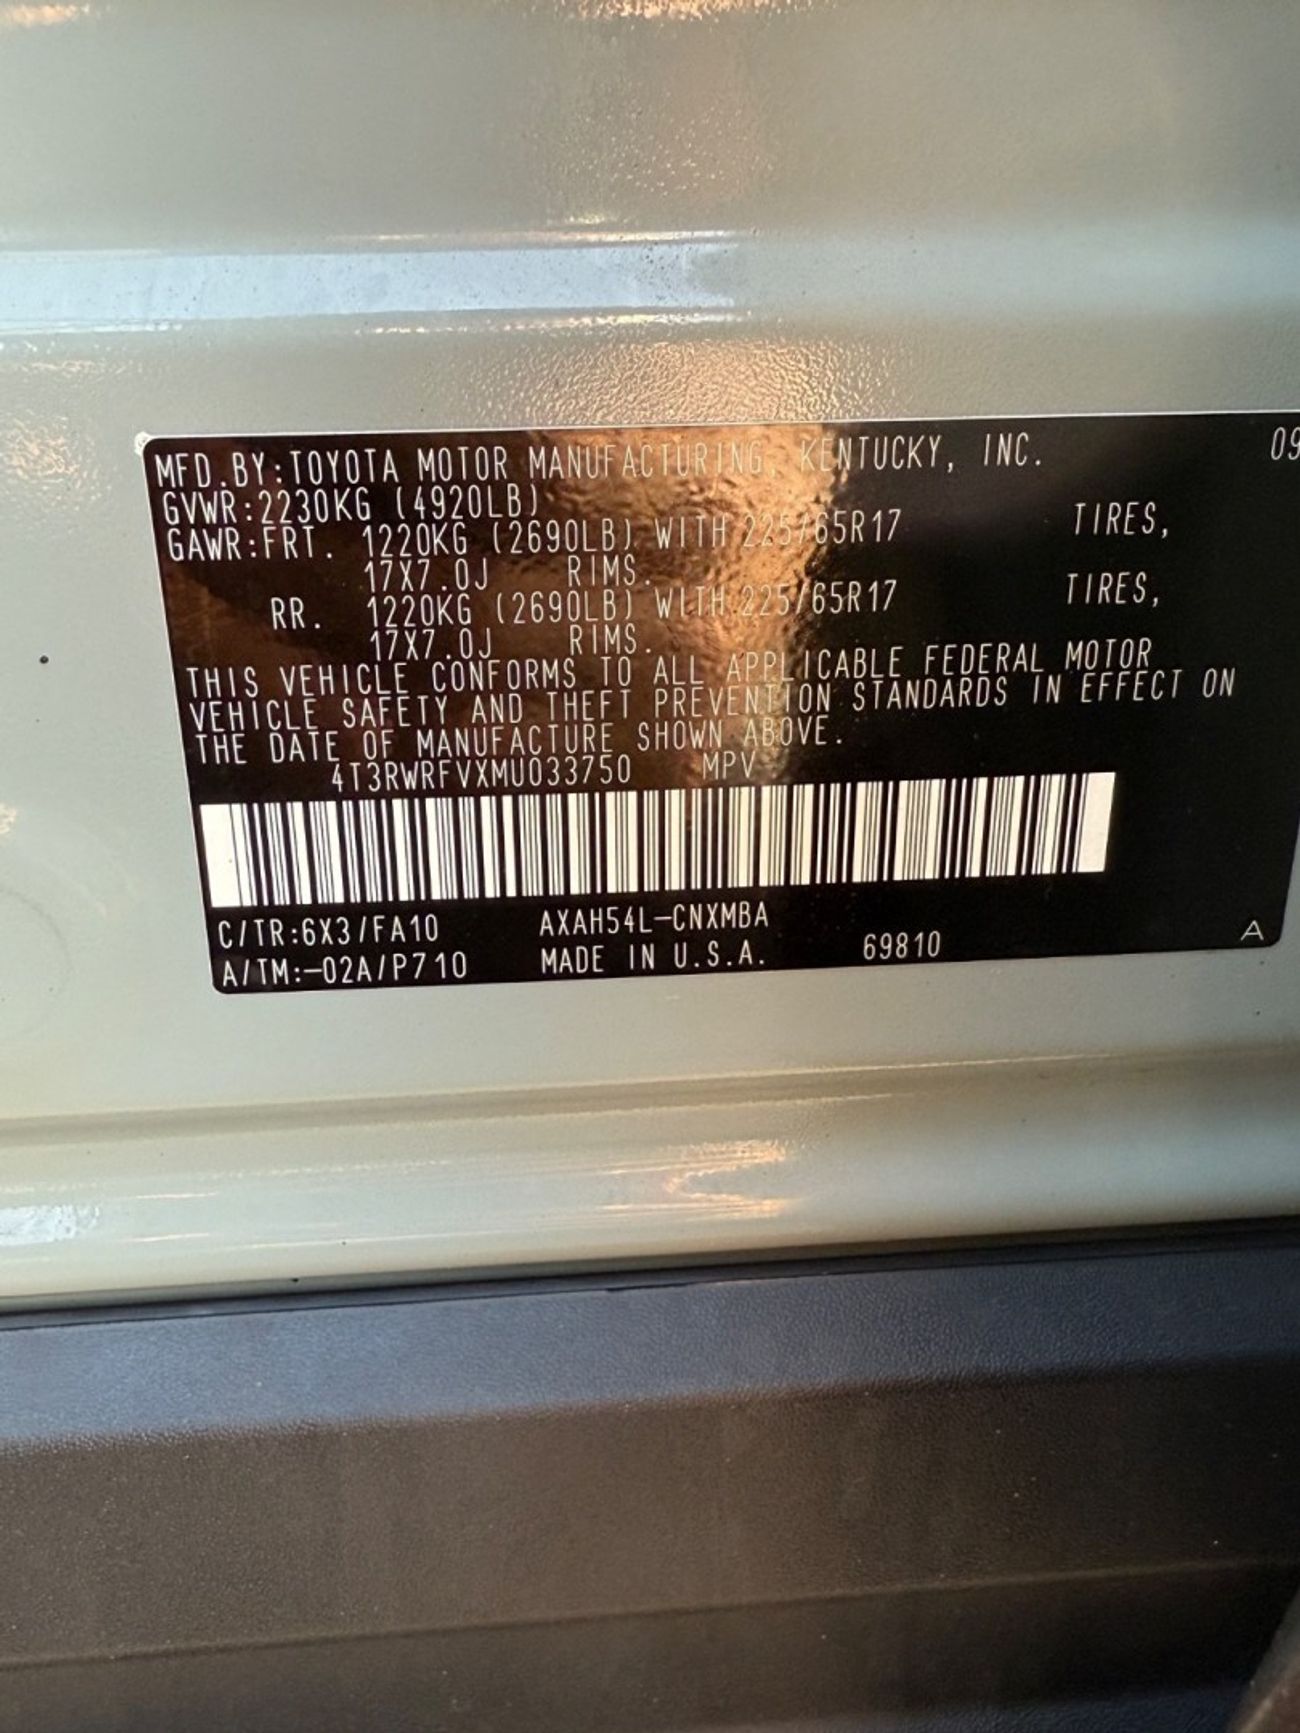 MFD.BY:TOYOTA MOTOR MANUFACTURING, KENTUCKY, INC. 09
GVWR:2230KG (4920LB)
GAWR:FRT. 1220KG (2690LB) WITH 225/65R17 TIRES,
17X7.0J RIMS.
RR. 1220KG (2690LB) WITH 225/65R17 TIRES,
17X7.0J RIMS.
THIS VEHICLE CONFORMS TO ALL APPLICABLE FEDERAL MOTOR
VEHICLE SAFETY AND THEFT PREVENTION STANDARDS IN EFFECT ON
THE DATE OF MANUFACTURE SHOWN ABOVE.
4T3RWRFVXMU033750 MPV
C/TR:6X3/FA10 AXAH54L-CNXMBA
A/TM:-02A/P710 MADE IN U.S.A. 69810 A